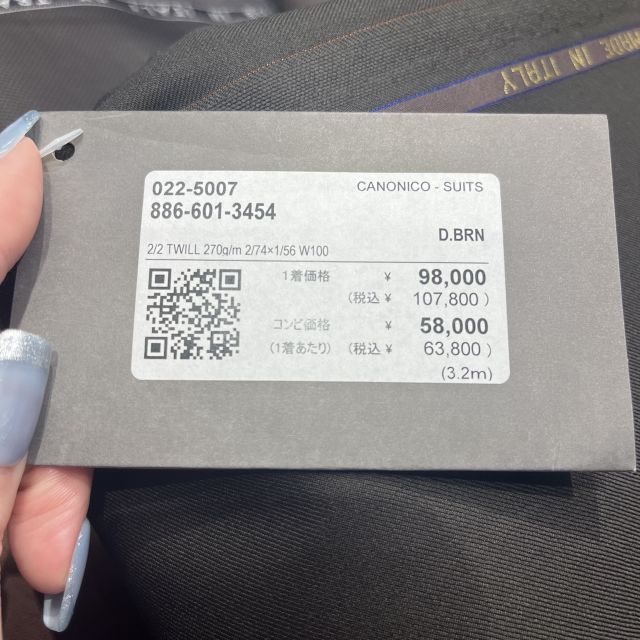 MADE IN ITALY
022-5007
CANONICO - SUITS
886-601-3454
D.BRN
2/2 TWILL 270g/m 2/74×1/56 W100
1着価格 ¥ 98,000
(税込 ¥ 107,800 )
コンビ価格 ¥ 58,000
(1着あたり) (税込 ¥ 63,800 )
(3.2m)